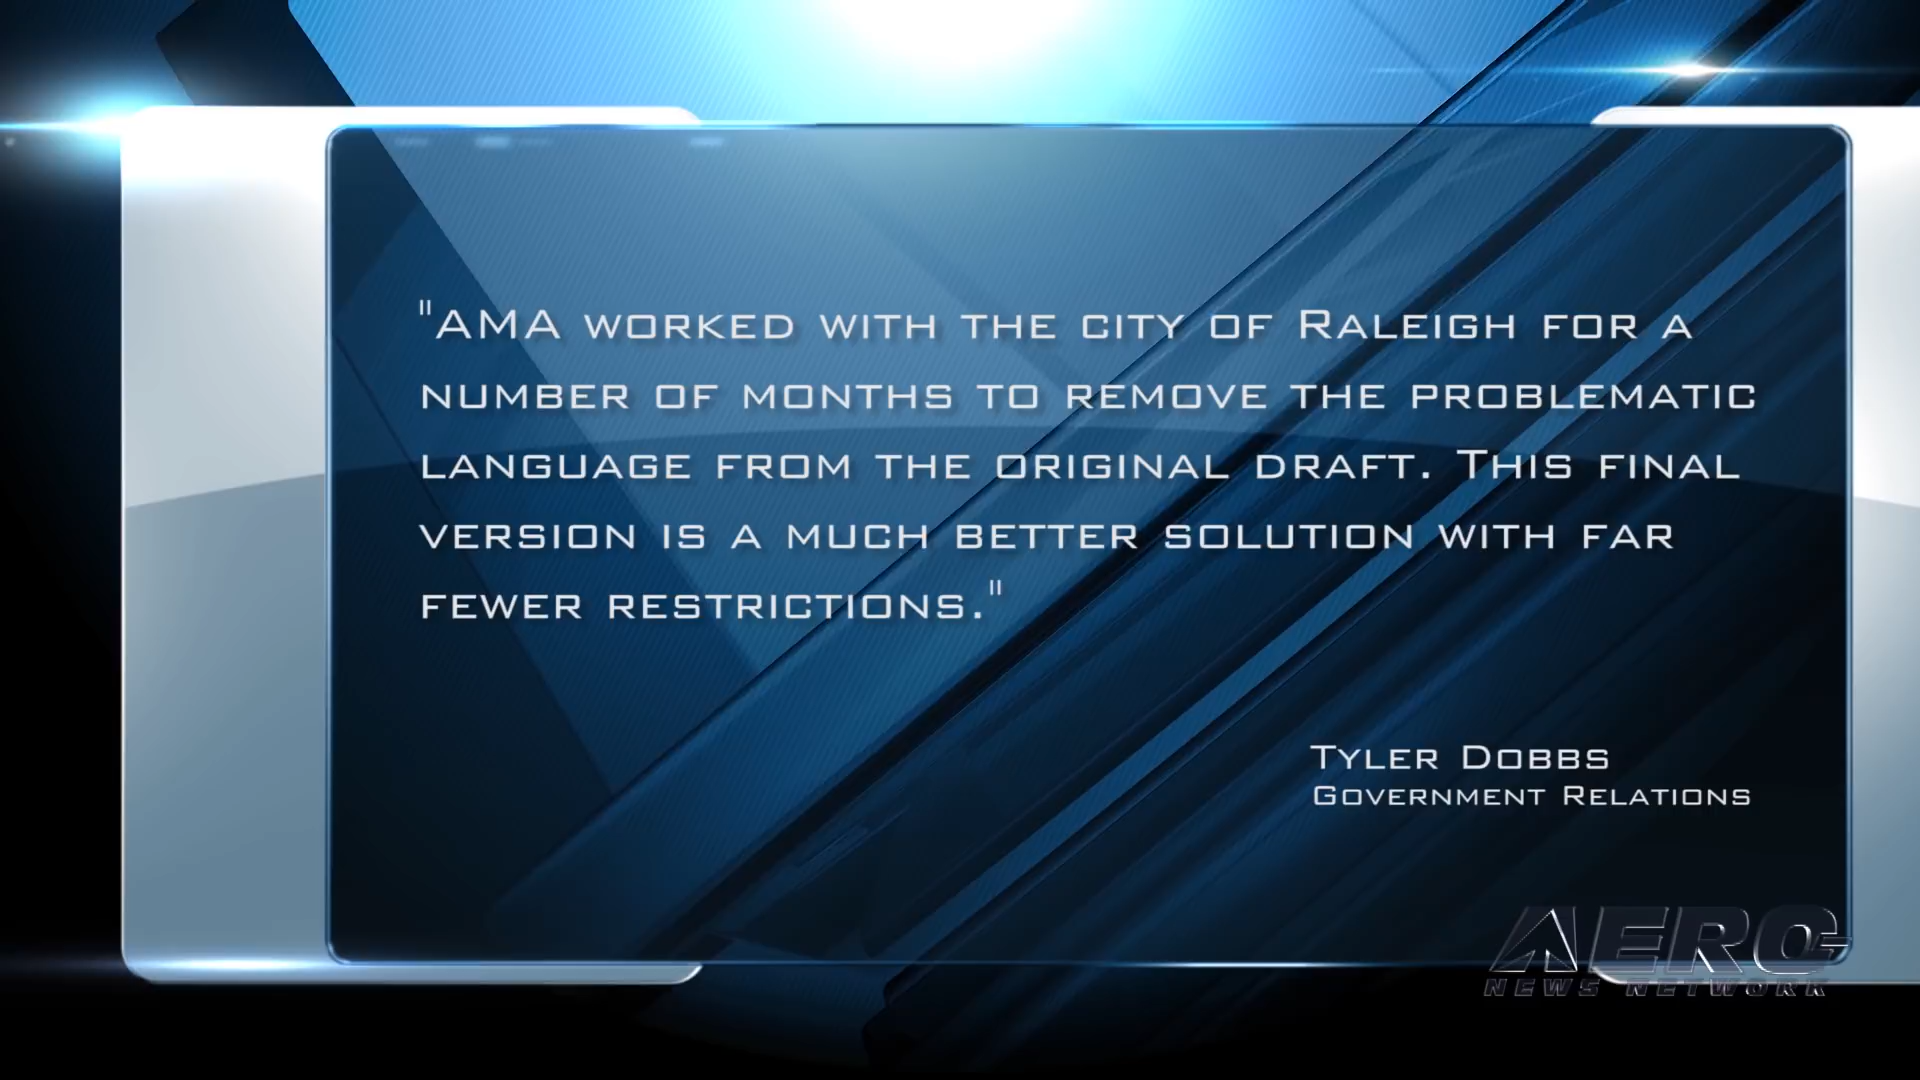 "AMA worked with the city of Raleigh for a
number of months to remove the problematic
language from the original draft. This final
version is a much better solution with far
fewer restrictions."
Tyler Dobbs
Government Relations
AERO
NEWS NETWORK